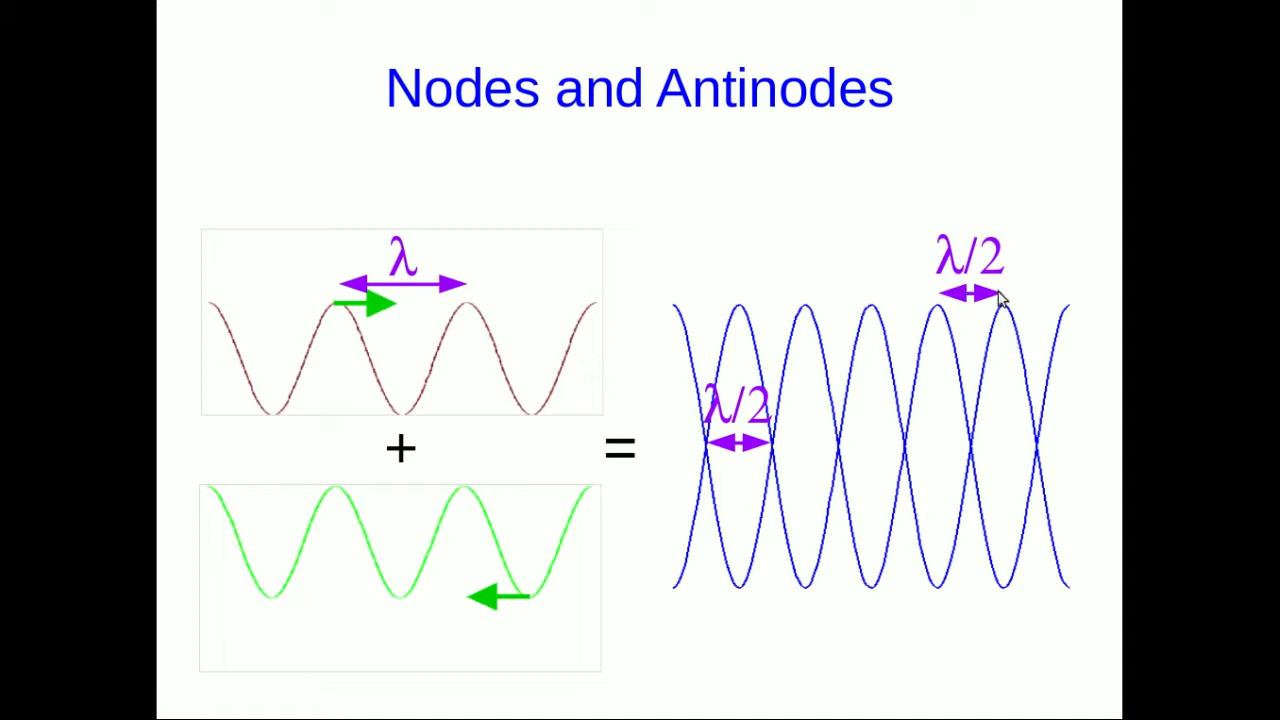 Nodes and Antinodes
λ
λ/2
λ/2
+
=